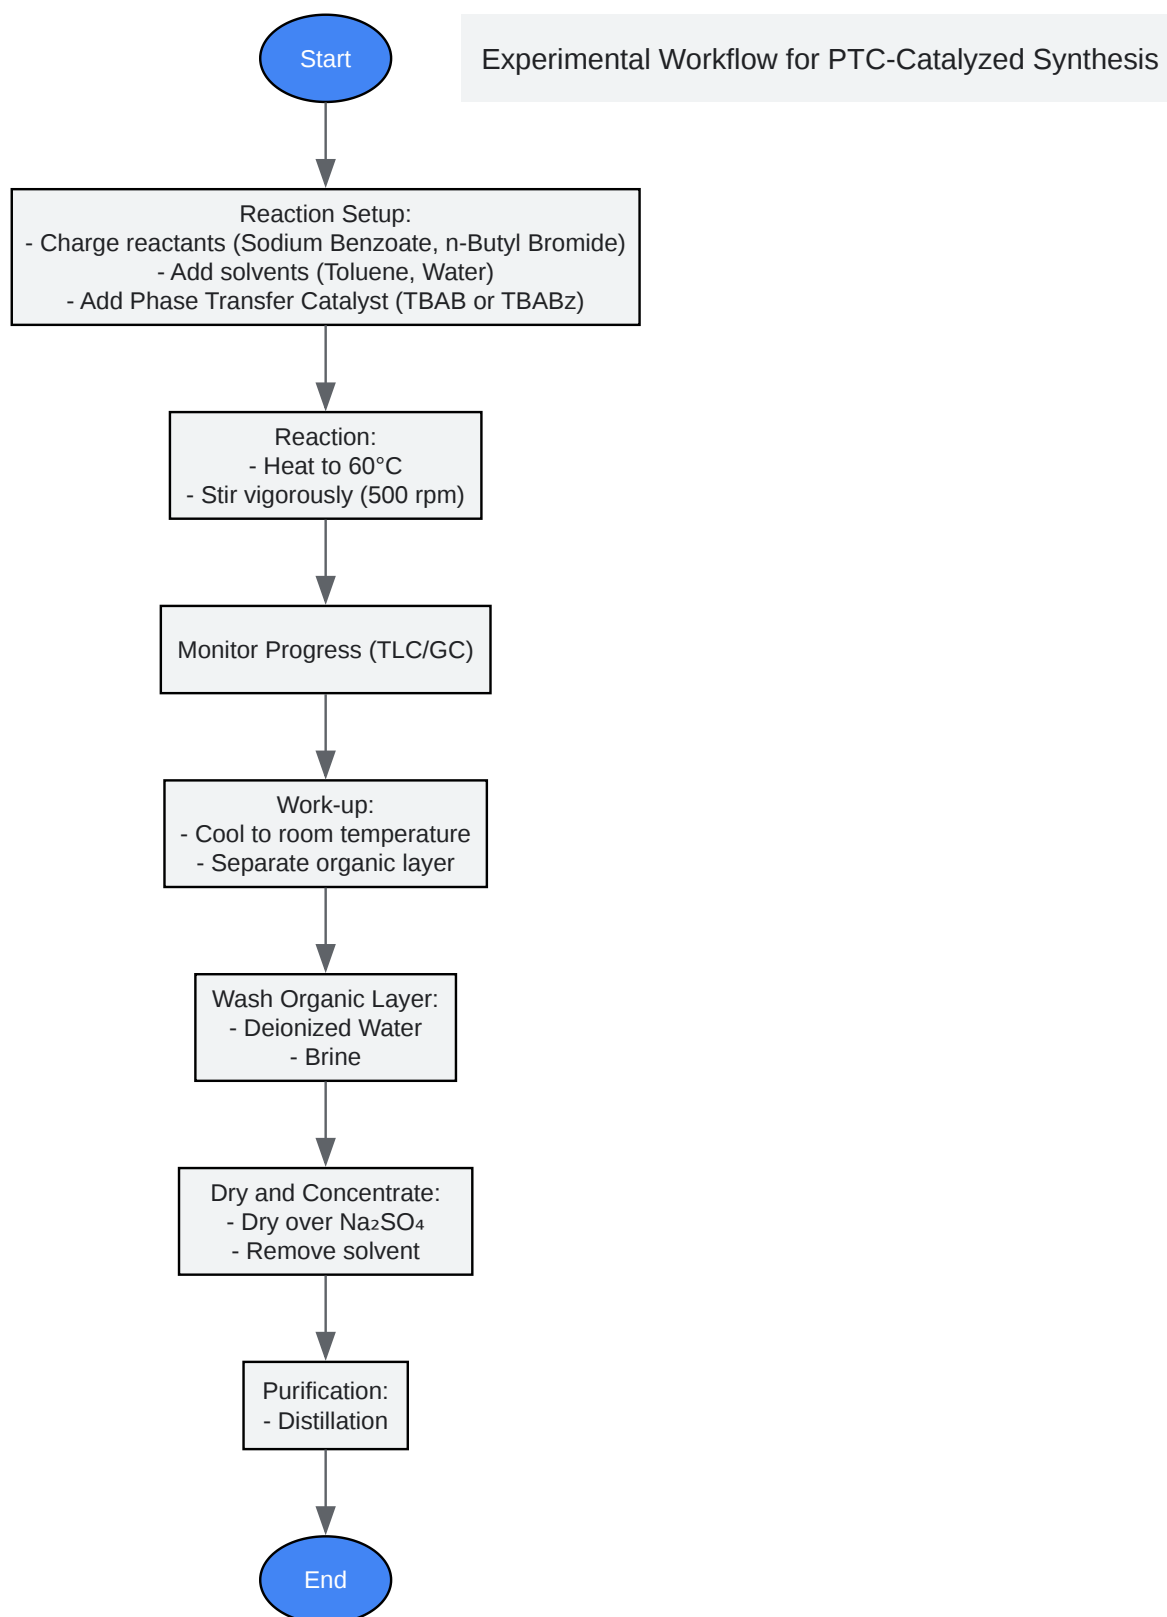 Start
Experimental Workflow for PTC-Catalyzed Synthesis
Reaction Setup:
- Charge reactants (Sodium Benzoate, n-Butyl Bromide)
- Add solvents (Toluene, Water)
- Add Phase Transfer Catalyst (TBAB or TBABz)
Reaction:
- Heat to 60°C
- Stir vigorously (500 rpm)
Monitor Progress (TLC/GC)
Work-up:
- Cool to room temperature
- Separate organic layer
Wash Organic Layer:
- Deionized Water
- Brine
Dry and Concentrate:
- Dry over Na₂SO₄
- Remove solvent
Purification:
- Distillation
End